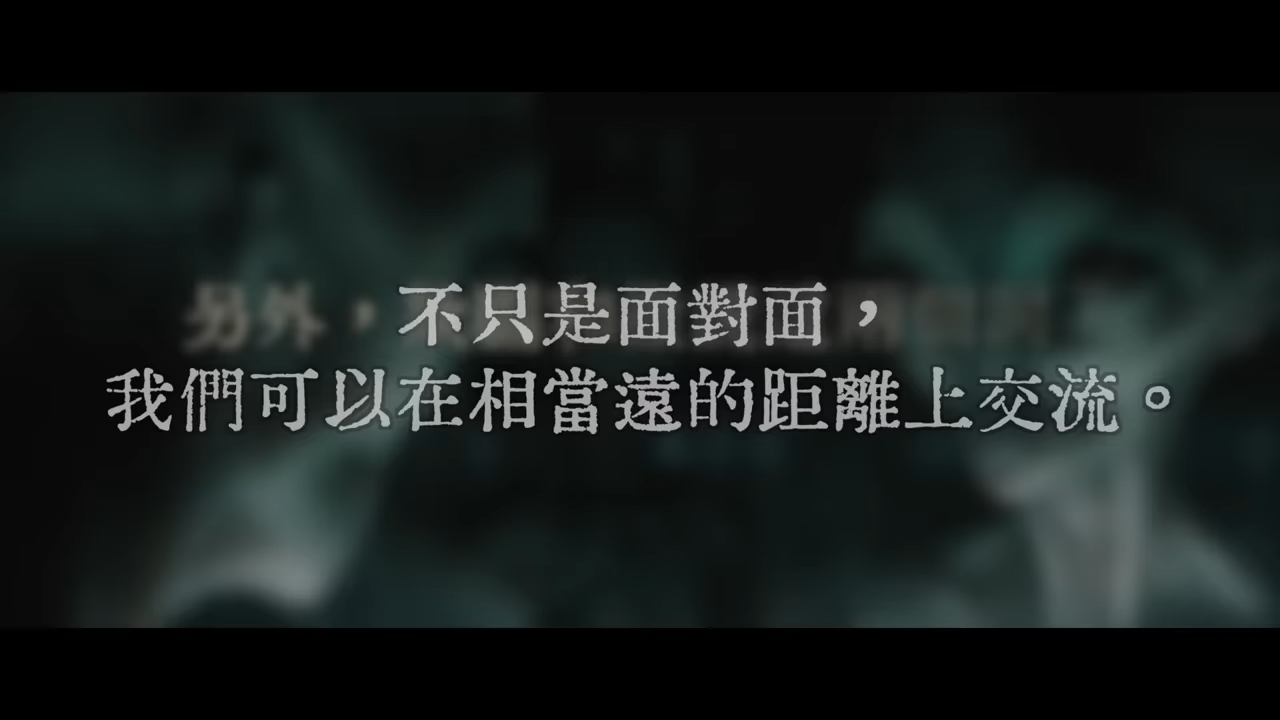 不只是面對面，
我們可以在相當遠的距離上交流。
另外，